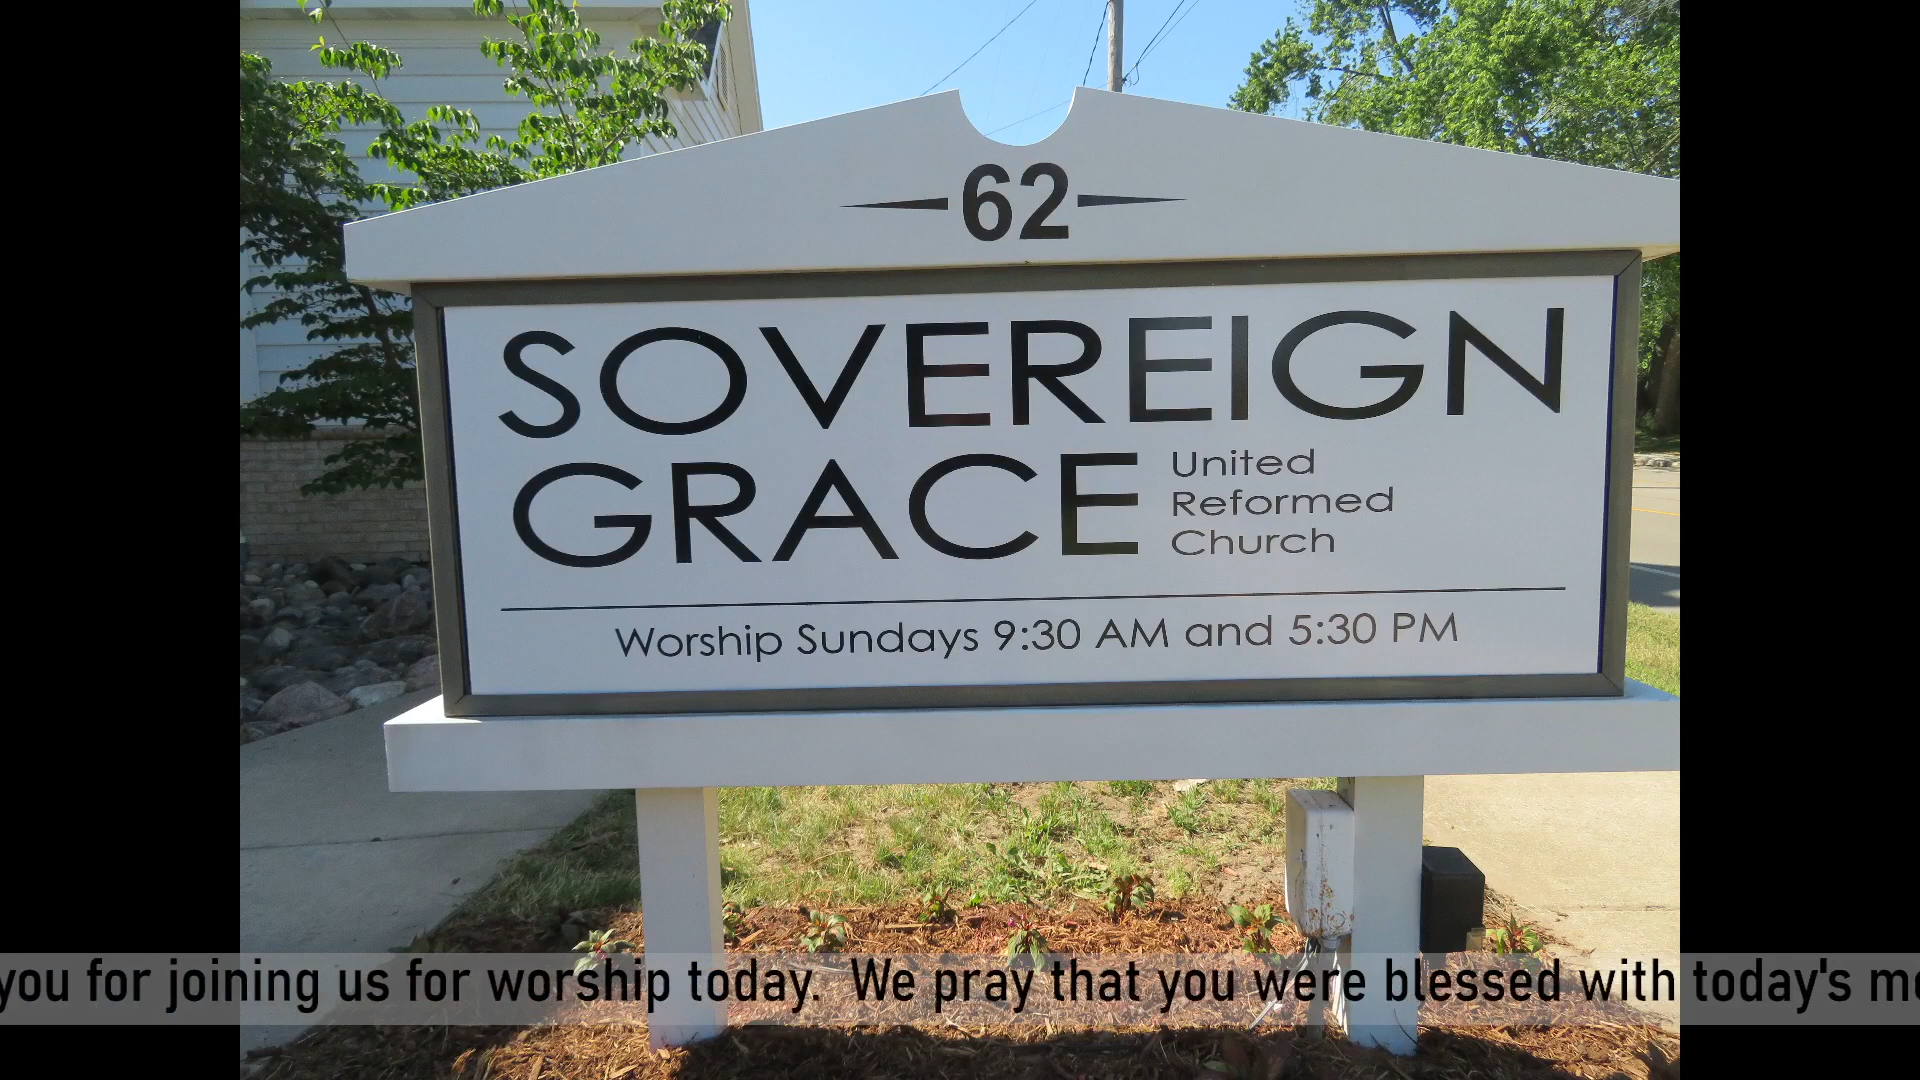 62
SOVEREIGN
GRACE
United
Reformed
Church
Worship Sundays 9:30 AM and 5:30 PM
you for joining us for worship today. We pray that you were blessed with today's